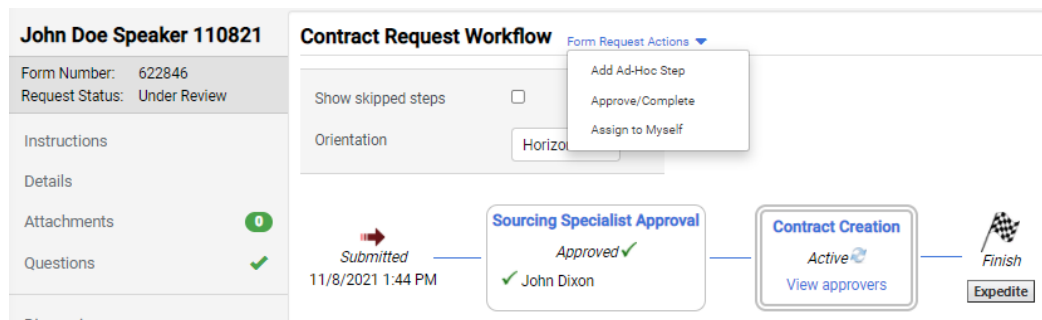 John Doe Speaker 110821
Form Number: 622846
Request Status: Under Review
Instructions
Details
Attachments 0
Questions
Contract Request Workflow Form Request Actions
Add Ad-Hoc Step
Approve/Complete
Assign to Myself
Show skipped steps
Orientation
Submitted
11/8/2021 1:44 PM
Sourcing Specialist Approval
Approved
John Dixon
Contract Creation
Active
View approvers
Finish
Expedite